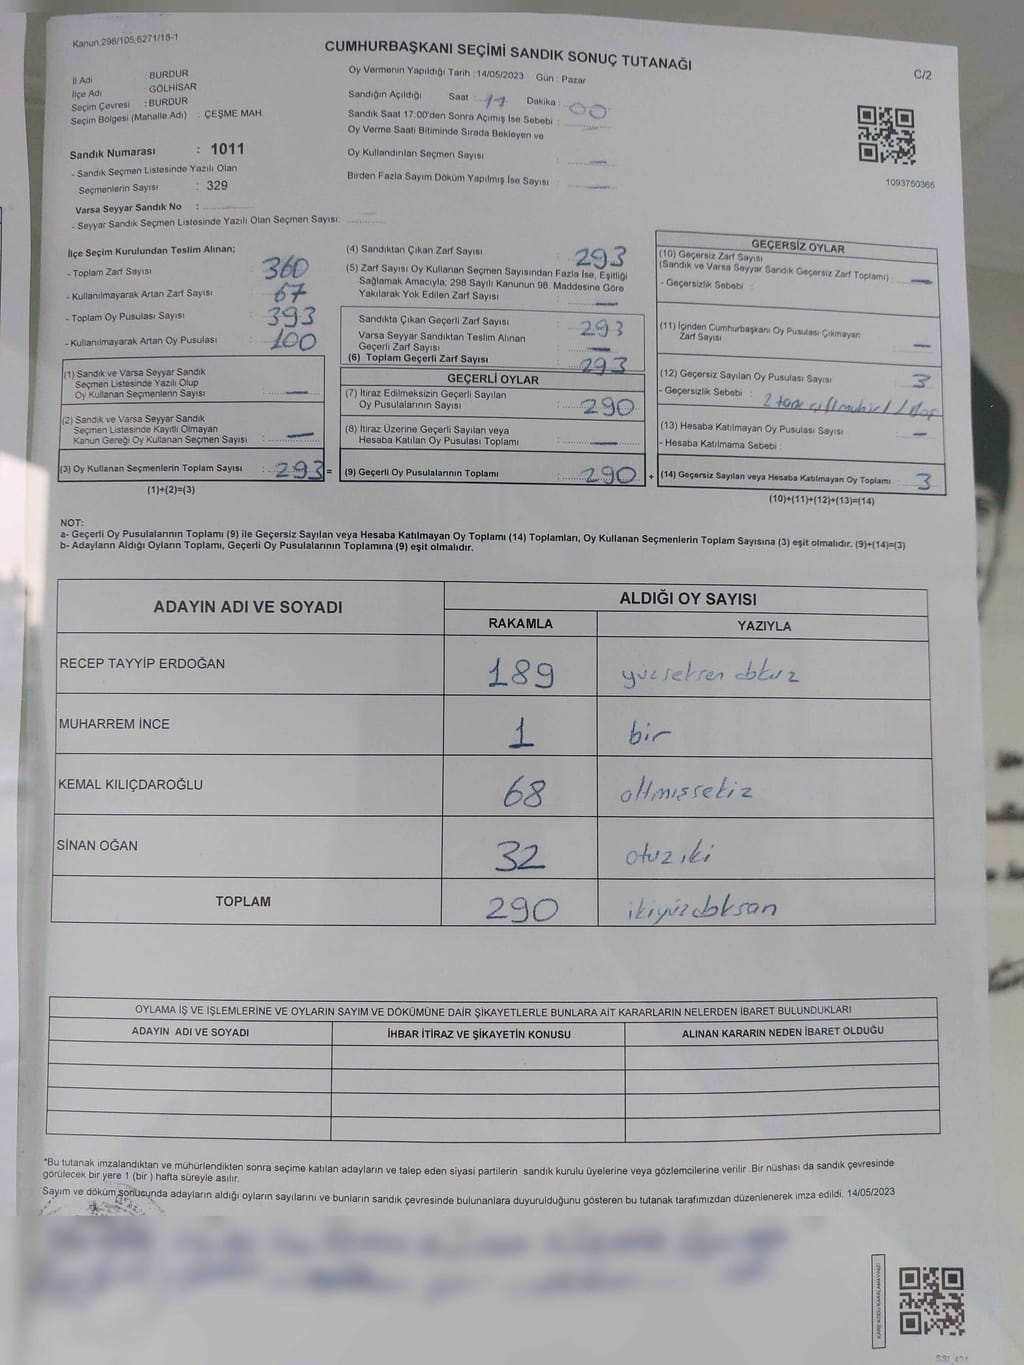 Kanun 298/105,6271/18-1
CUMHURBAŞKANI SEÇİMİ SANDIK SONUÇ TUTANAĞI
C/2
İl Adı : BURDUR
İlçe Adı : GÖLHİSAR
Seçim Çevresi : BURDUR
Seçim Bölgesi (Mahalle Adı) : ÇEŞME MAH.
Sandık Numarası : 1011
- Sandık Seçmen Listesinde Yazılı Olan
Seçmenlerin Sayısı : 329
Varsa Seyyar Sandık No :
- Seyyar Sandık Seçmen Listesinde Yazılı Olan Seçmen Sayısı:
Oy Vermenin Yapıldığı Tarih : 14/05/2023 Gün : Pazar
Sandığın Açıldığı Saat : Dakika : 00
Sandık Saat 17:00'den Sonra Açımış İse Sebebi :
Oy Verme Saati Bitiminde Sırada Bekleyen ve
Oy Kullandırılan Seçmen Sayısı : —
Birden Fazla Sayım Döküm Yapılmış İse Sayısı : —
1093750365
İlçe Seçim Kurulundan Teslim Alınan;
- Toplam Zarf Sayısı : 360
- Kullanılmayarak Artan Zarf Sayısı : 67
- Toplam Oy Pusulası Sayısı : 393
- Kullanılmayarak Artan Oy Pusulası : 100
(1) Sandık ve Varsa Seyyar Sandık
Seçmen Listesinde Yazılı Olup
Oy Kullanan Seçmenlerin Sayısı : —
(2) Sandık ve Varsa Seyyar Sandık
Seçmen Listesinde Kayıtlı Olmayan
Kanun Gereği Oy Kullanan Seçmen Sayısı : —
(3) Oy Kullanan Seçmenlerin Toplam Sayısı : 293 =
(1)+(2)=(3)
(4) Sandıktan Çıkan Zarf Sayısı : 293
(5) Zarf Sayısı Oy Kullanan Seçmen Sayısından Fazla İse, Eşitliği
Sağlamak Amacıyla; 298 Sayılı Kanunun 98. Maddesine Göre
Yakılarak Yok Edilen Zarf Sayısı : —
Sandıkta Çıkan Geçerli Zarf Sayısı : 293
Varsa Seyyar Sandıktan Teslim Alınan
Geçerli Zarf Sayısı : —
(6) Toplam Geçerli Zarf Sayısı : 293
GEÇERLİ OYLAR
(7) İtiraz Edilmeksizin Geçerli Sayılan
Oy Pusulalarının Sayısı : 290
(8) İtiraz Üzerine Geçerli Sayılan veya
Hesaba Katılan Oy Pusulası Toplamı : —
(9) Geçerli Oy Pusulalarının Toplamı : 290 +
GEÇERSİZ OYLAR
(10) Geçersiz Zarf Sayısı
(Sandık ve Varsa Seyyar Sandık Geçersiz Zarf Toplamı) : —
- Geçersizlik Sebebi :
(11) İçinden Cumhurbaşkanı Oy Pusulası Çıkmayan
Zarf Sayısı : —
(12) Geçersiz Sayılan Oy Pusulası Sayısı : 3
- Geçersizlik Sebebi : 2 tane çift mühür / 1 Boş
(13) Hesaba Katılmayan Oy Pusulası Sayısı : —
- Hesaba Katılmama Sebebi :
(14) Geçersiz Sayılan veya Hesaba Katılmayan Oy Toplamı : 3
(10)+(11)+(12)+(13)=(14)
NOT:
a- Geçerli Oy Pusulalarının Toplamı (9) ile Geçersiz Sayılan veya Hesaba Katılmayan Oy Toplamı (14) Toplamları, Oy Kullanan Seçmenlerin Toplam Sayısına (3) eşit olmalıdır. (9)+(14)=(3)
b- Adayların Aldığı Oyların Toplamı, Geçerli Oy Pusulalarının Toplamına (9) eşit olmalıdır.
ADAYIN ADI VE SOYADI
ALDIĞI OY SAYISI
RAKAMLA YAZIYLA
RECEP TAYYİP ERDOĞAN 189 yüzseksen dokuz
MUHARREM İNCE 1 bir
KEMAL KILIÇDAROĞLU 68 altmışsekiz
SİNAN OĞAN 32 otuz iki
TOPLAM 290 ikiyüzdoksan
OYLAMA İŞ VE İŞLEMLERİNE VE OYLARIN SAYIM VE DÖKÜMÜNE DAİR ŞİKAYETLERLE BUNLARA AİT KARARLARIN NELERDEN İBARET BULUNDUKLARI
ADAYIN ADI VE SOYADI İHBAR İTİRAZ VE ŞİKAYETİN KONUSU ALINAN KARARIN NEDEN İBARET OLDUĞU
*Bu tutanak imzalandıktan ve mühürlendikten sonra seçime katılan adayların ve talep eden siyasi partilerin sandık kurulu üyelerine veya gözlemcilerine verilir .Bir nüshası da sandık çevresinde
görülecek bir yere 1 (bir ) hafta süreyle asılır.
Sayım ve döküm sonucunda adayların aldığı oyların sayılarını ve bunların sandık çevresinde bulunanlara duyurulduğunu gösteren bu tutanak tarafımızdan düzenlenerek imza edildi. 14/05/2023
KARE KODU KARALAMAYINIZ!